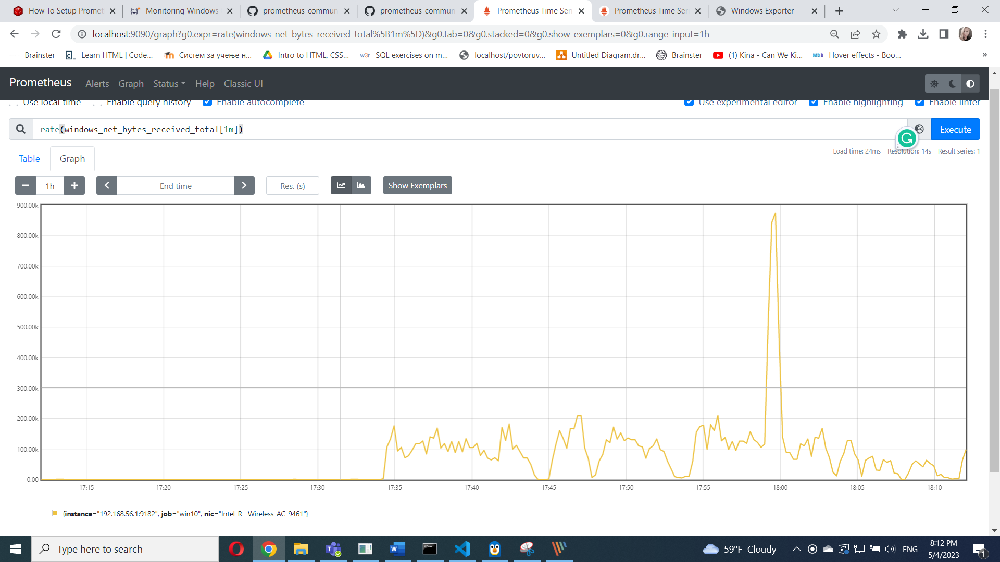 How To Setup Promet
Monitoring Windows
prometheus-commun
prometheus-commun
Prometheus Time Seri
Prometheus Time Seri
Windows Exporter
localhost:9090/graph?g0.expr=rate(windows_net_bytes_received_total%5B1m%5D)&g0.tab=0&g0.stacked=0&g0.show_exemplars=0&g0.range_input=1h
Brainster
Learn HTML | Code...
Систем за учење н...
Intro to HTML, CSS...
w3r SQL exercises on m...
localhost/povtoruv...
Untitled Diagram.dr...
Brainster
(1) Kina - Can We Ki...
MDB Hover effects - Boo...
»
Prometheus Alerts Graph Status Help Classic UI
Use local time Enable query history Enable autocomplete Use experimental editor Enable highlighting Enable linter
rate(windows_net_bytes_received_total[1m])
Execute
Load time: 24ms Resolution: 14s Result series: 1
Table Graph
1h End time Res. (s) Show Exemplars
900.00k
800.00k
700.00k
600.00k
500.00k
400.00k
300.00k
200.00k
100.00k
0.00
17:15 17:20 17:25 17:30 17:35 17:40 17:45 17:50 17:55 18:00 18:05 18:10
{instance="192.168.56.1:9182", job="win10", nic="Intel_R__Wireless_AC_9461"}
Type here to search
59°F Cloudy
ENG
8:12 PM
5/4/2023
1